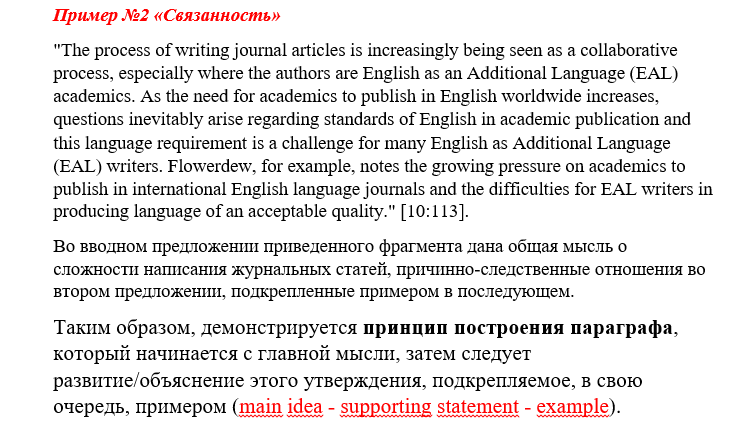 Пример №2 «Связанность»
"The process of writing journal articles is increasingly being seen as a collaborative
process, especially where the authors are English as an Additional Language (EAL)
academics. As the need for academics to publish in English worldwide increases,
questions inevitably arise regarding standards of English in academic publication and
this language requirement is a challenge for many English as Additional Language
(EAL) writers. Flowerdew, for example, notes the growing pressure on academics to
publish in international English language journals and the difficulties for EAL writers in
producing language of an acceptable quality." [10:113].
Во вводном предложении приведенного фрагмента дана общая мысль о
сложности написания журнальных статей, причинно-следственные отношения во
втором предложении, подкрепленные примером в последующем.
Таким образом, демонстрируется принцип построения параграфа,
который начинается с главной мысли, затем следует
развитие/объяснение этого утверждения, подкрепляемое, в свою
очередь, примером (main idea - supporting statement - example).